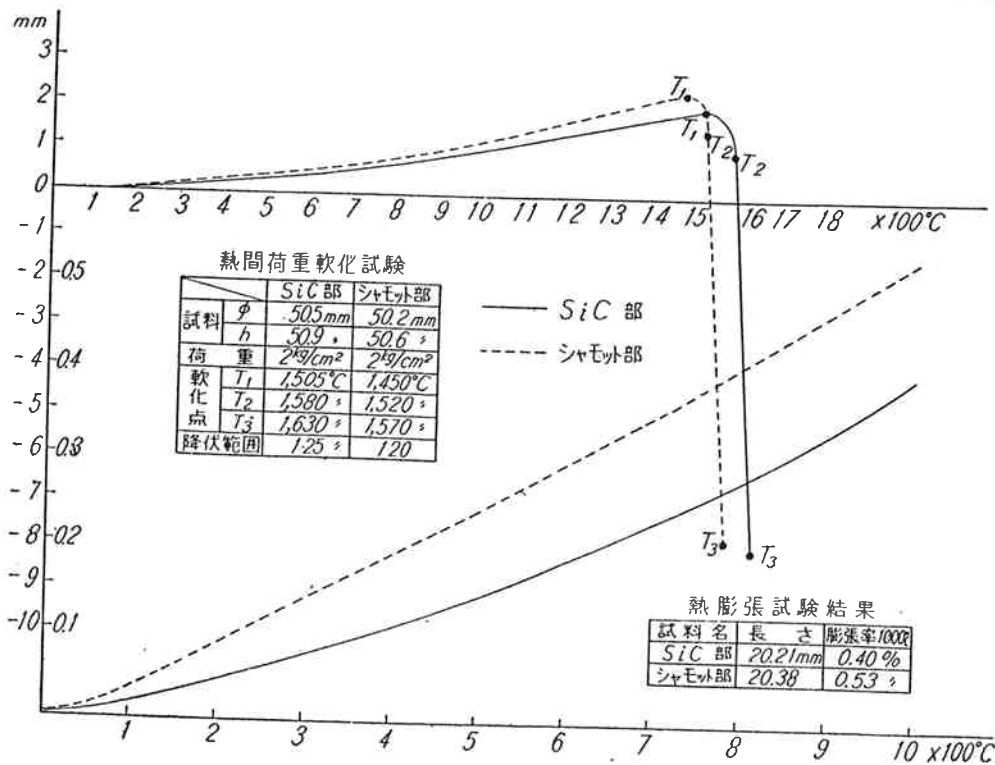 mm
3
2
1
0
-1
-2
-3
-4
-5
-6
-7
-8
-9
-10
0.5
0.4
0.3
0.2
0.1
T₁
T₁
T₂
T₂
1 2 3 4 5 6 7 8 9 10 11 12 13 14 15 16 17 18 x100°C
熱間荷重軟化試験
SiC部 シャモット部
試料 φ 50.5mm 50.2mm
h 50.9 〃 50.6 〃
荷重 2kg/cm² 2kg/cm²
軟化点 T₁ 1,505°C 1,450°C
T₂ 1,580 〃 1,520 〃
T₃ 1,630 〃 1,570 〃
降伏範囲 1.25 〃 120
SiC 部
シャモット部
T₃
T₃
熱膨張試験結果
試料名 長さ 膨張率1000℃
SiC 部 20.21mm 0.40%
シャモット部 20.38 0.53 〃
1 2 3 4 5 6 7 8 9 10 x100°C